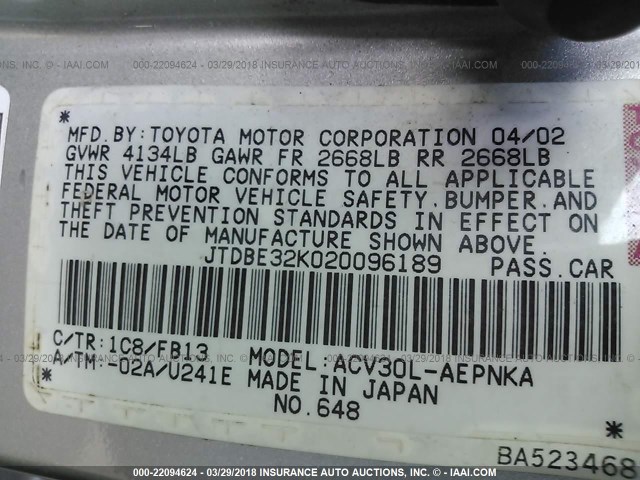 000-22094624 - 03/29/2018 INSURANCE AUTO AUCTIONS, INC. - © IAAI.COM
MFD.BY:TOYOTA MOTOR CORPORATION 04/02
GVWR 4134LB GAWR FR 2668LB RR 2668LB
THIS VEHICLE CONFORMS TO ALL APPLICABLE
FEDERAL MOTOR VEHICLE SAFETY,BUMPER,AND
THEFT PREVENTION STANDARDS IN EFFECT ON
THE DATE OF MANUFACTURE SHOWN ABOVE.
JTDBE32K020096189 PASS.CAR
C/TR:1C8/FB13 MODEL:ACV30L-AEPNKA
A/TM:-02A/U241E MADE IN JAPAN
NO.648
BA523468
000-22094624 - 03/29/2018 INSURANCE AUTO AUCTIONS, INC. - © IAAI.COM